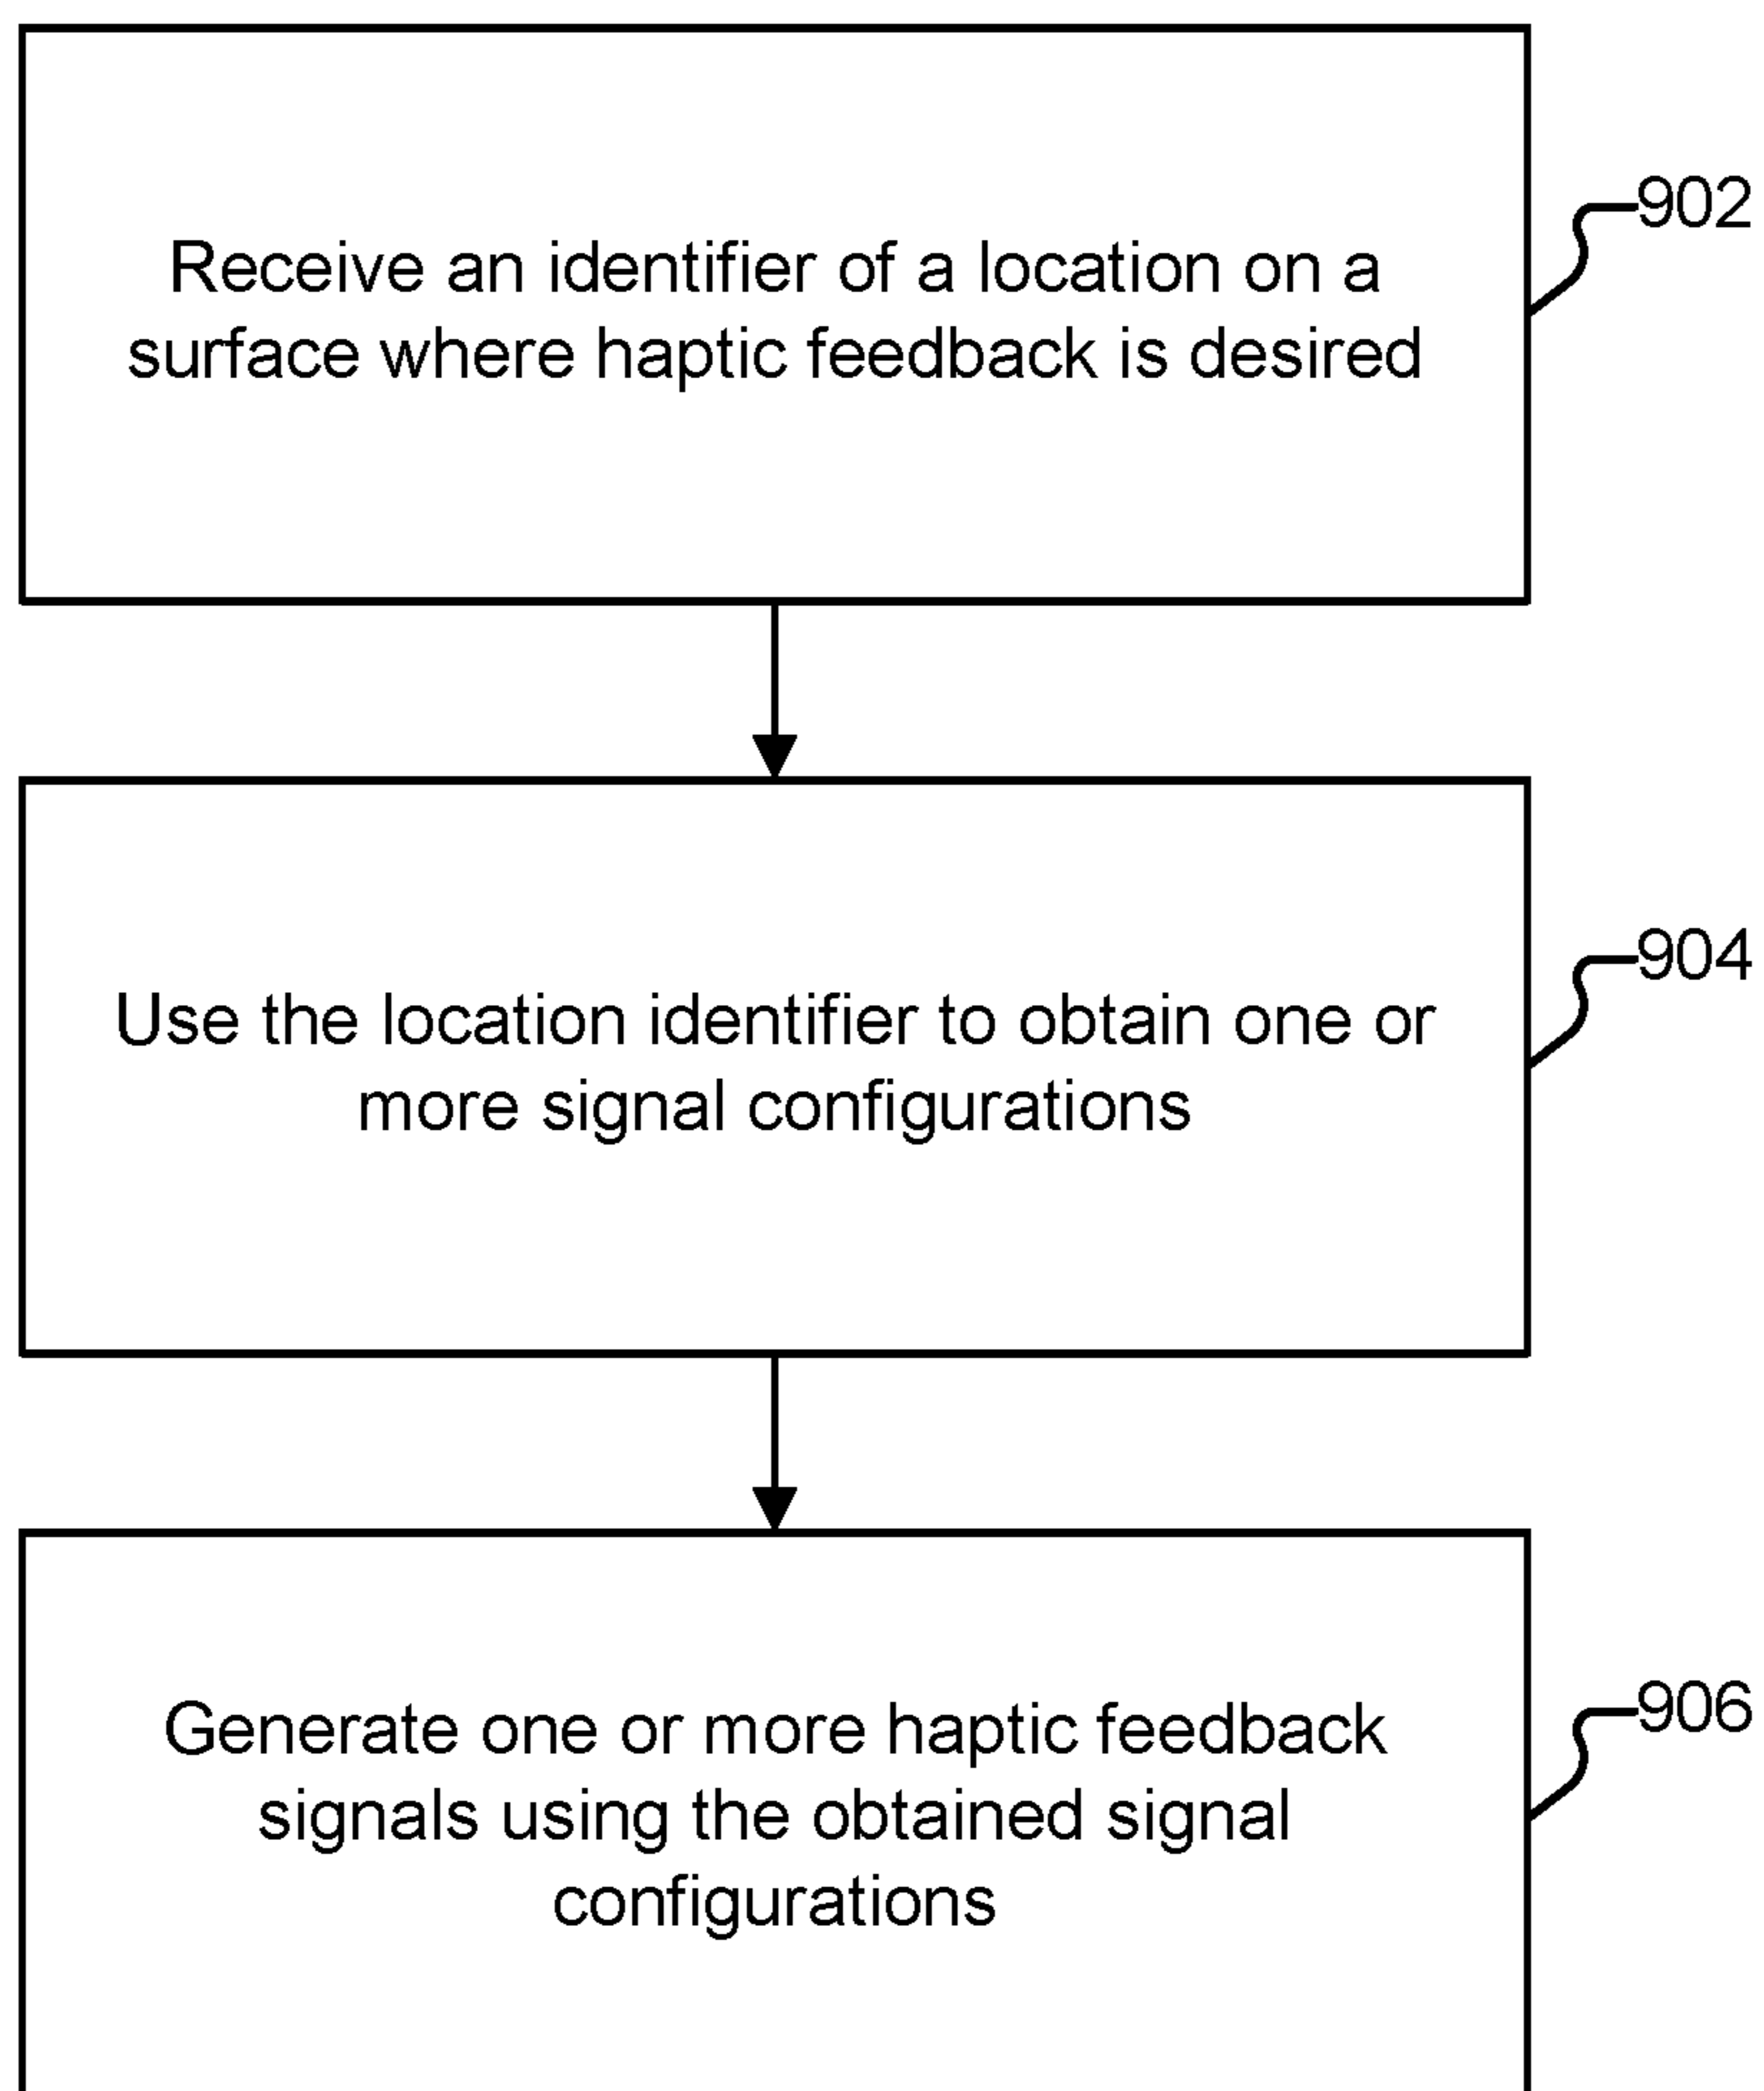 Receive an identifier of a location on a
surface where haptic feedback is desired
902
Use the location identifier to obtain one or
more signal configurations
904
Generate one or more haptic feedback
signals using the obtained signal
configurations
906